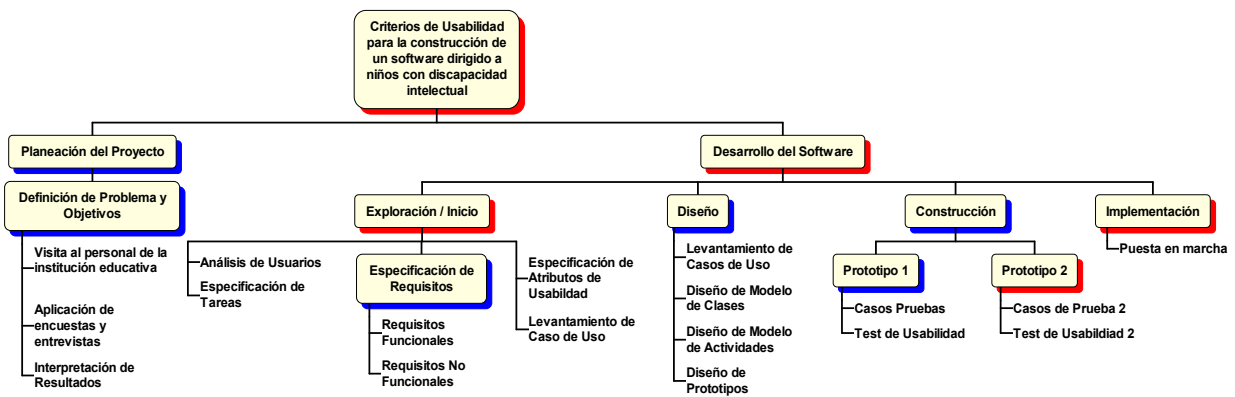 Criterios de Usabilidad
para la construcción de
un software dirigido a
niños con discapacidad
intelectual
Planeación del Proyecto
Desarrollo del Software
Definición de Problema y
Objetivos
Visita al personal de la
institución educativa
Aplicación de
encuestas y
entrevistas
Interpretación de
Resultados
Exploración / Inicio
Análisis de Usuarios
Especificación de
Tareas
Especificación de
Requisitos
Requisitos
Funcionales
Requisitos No
Funcionales
Especificación de
Atributos de
Usabildad
Levantamiento de
Caso de Uso
Diseño
Levantamiento de
Casos de Uso
Diseño de Modelo
de Clases
Diseño de Modelo
de Actividades
Diseño de
Prototipos
Construcción
Prototipo 1
Casos Pruebas
Test de Usabilidad
Prototipo 2
Casos de Prueba 2
Test de Usabildiad 2
Implementación
Puesta en marcha